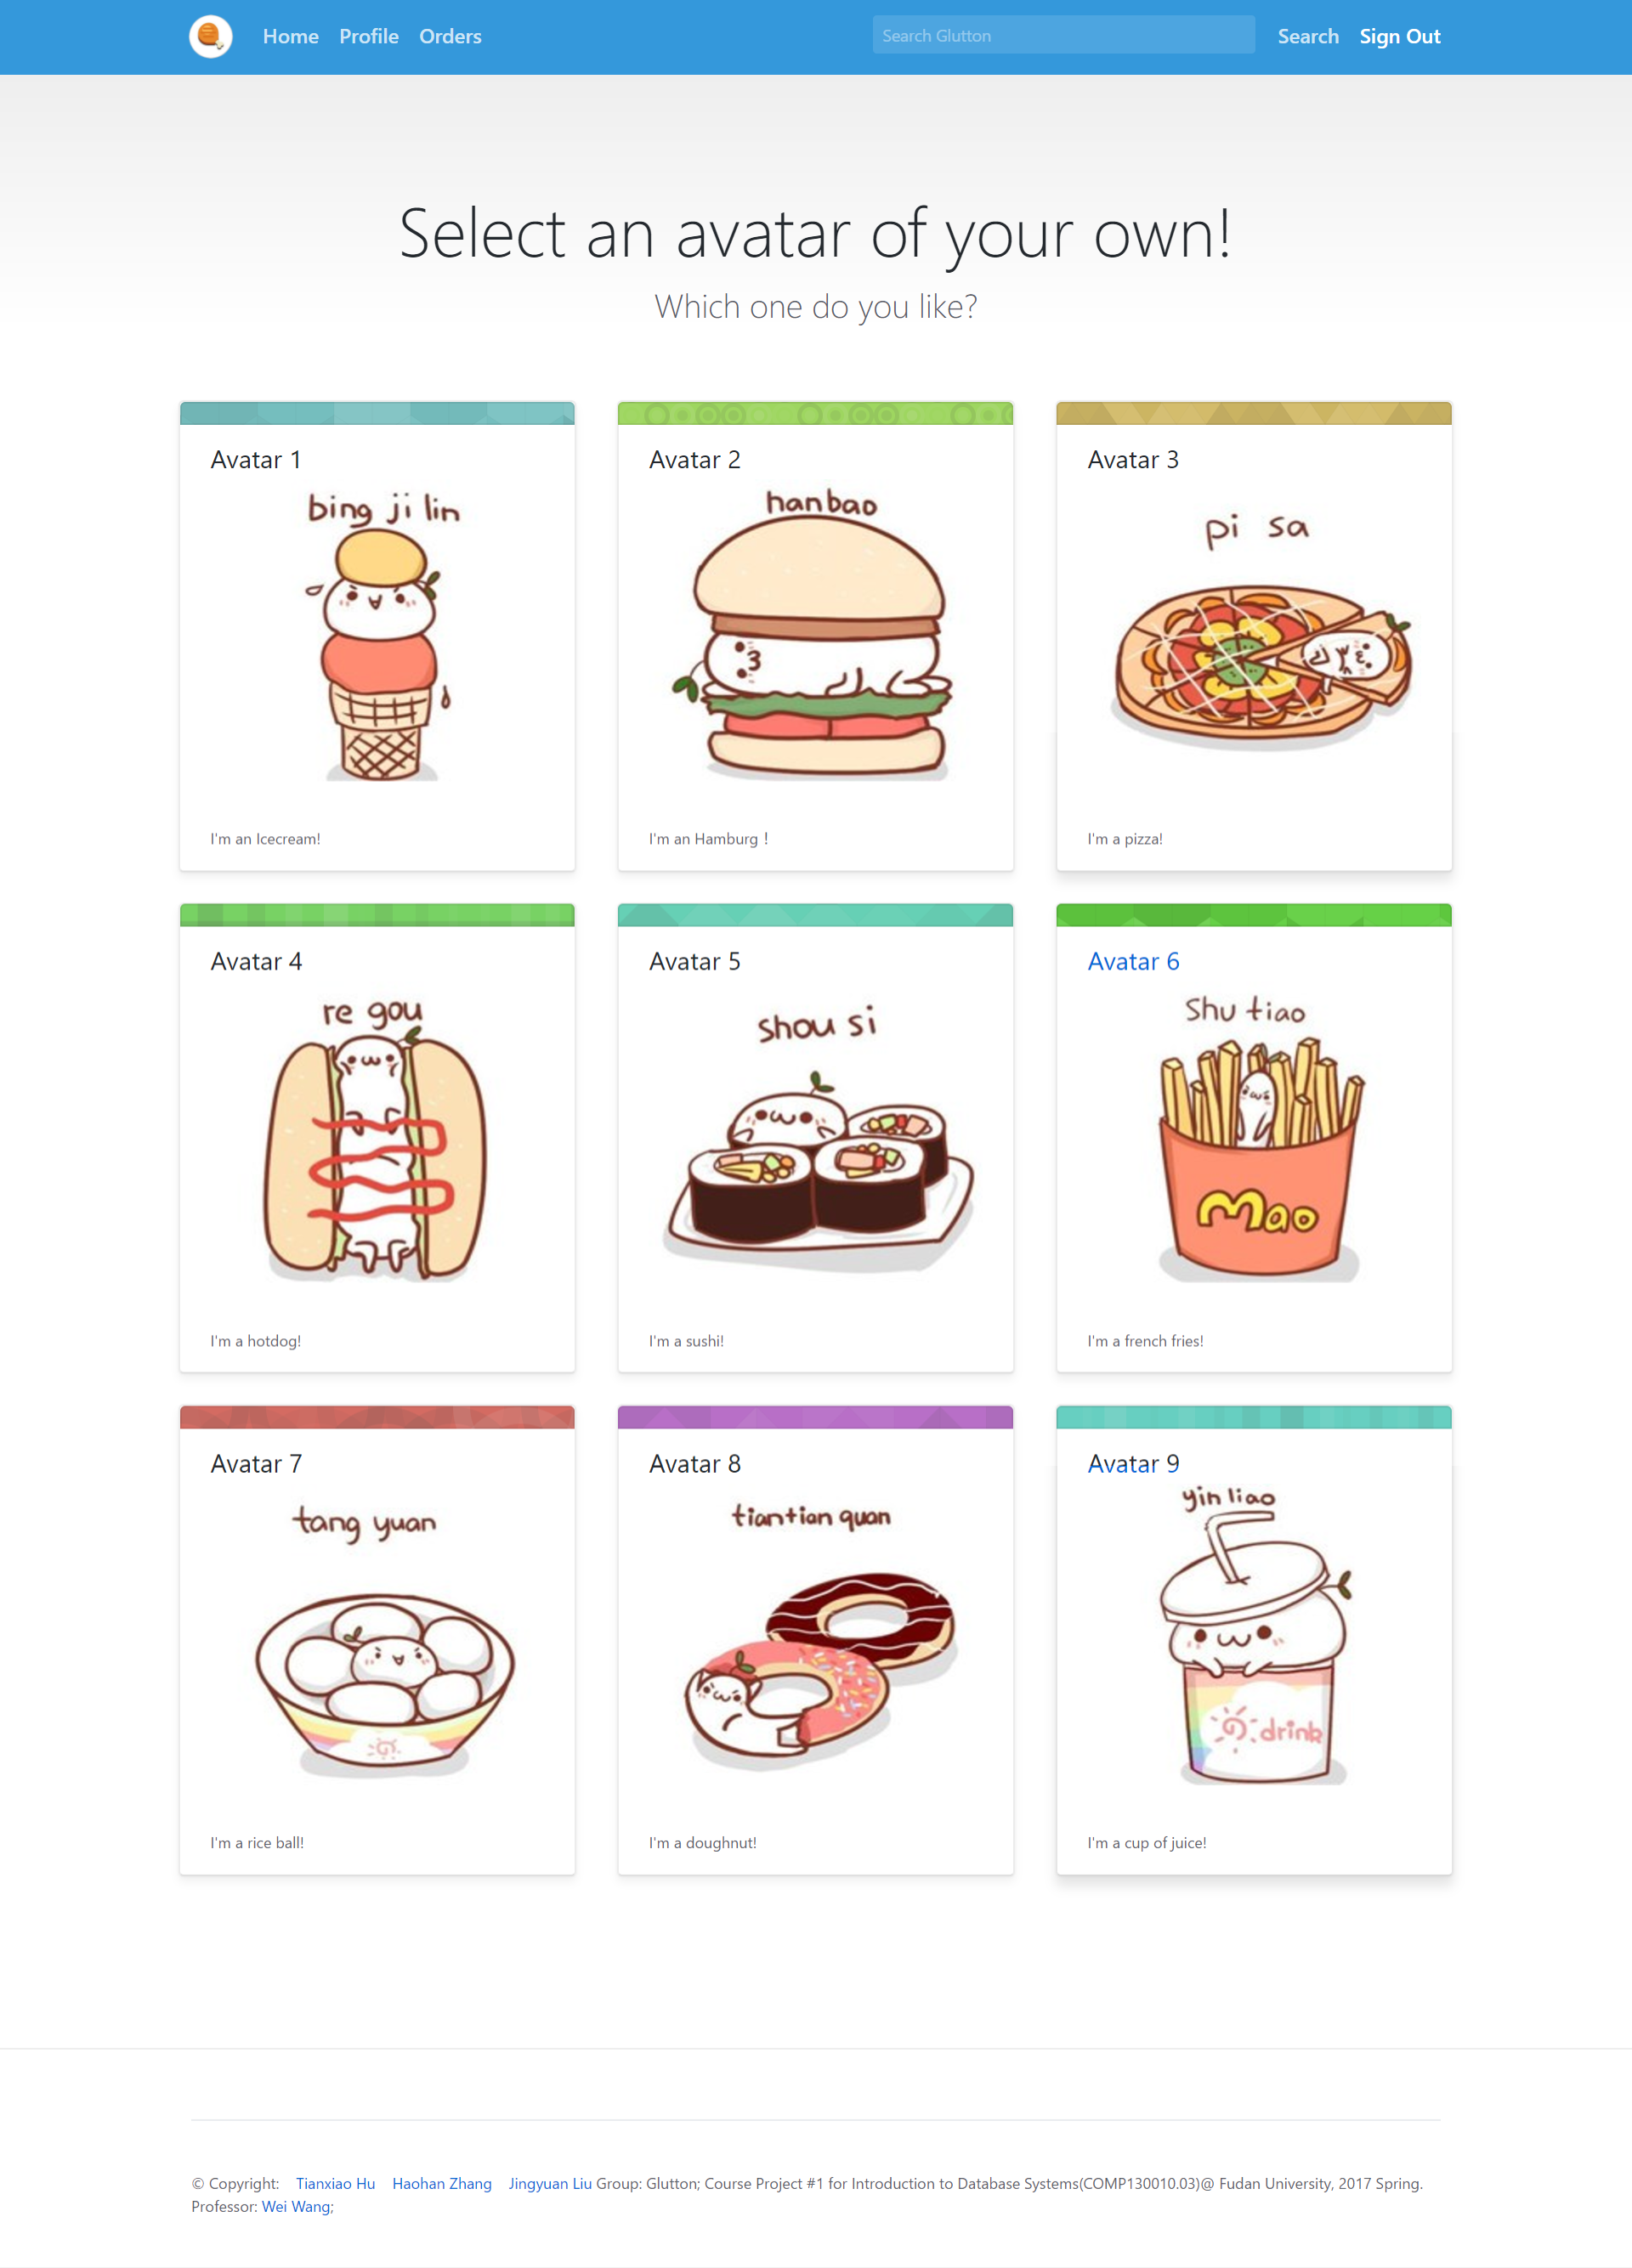 Home Profile Orders Search Glutton Search Sign Out
Select an avatar of your own!
Which one do you like?
Avatar 1
bing ji lin
I'm an Icecream!
Avatar 2
hanbao
I'm an Hamburg！
Avatar 3
pi sa
I'm a pizza!
Avatar 4
re gou
I'm a hotdog!
Avatar 5
shou si
I'm a sushi!
Avatar 6
Shu tiao
Mao
I'm a french fries!
Avatar 7
tang yuan
I'm a rice ball!
Avatar 8
tiantian quan
I'm a doughnut!
Avatar 9
yin liao
drink
I'm a cup of juice!
© Copyright: Tianxiao Hu Haohan Zhang Jingyuan Liu Group: Glutton; Course Project #1 for Introduction to Database Systems(COMP130010.03)@ Fudan University, 2017 Spring.
Professor: Wei Wang;